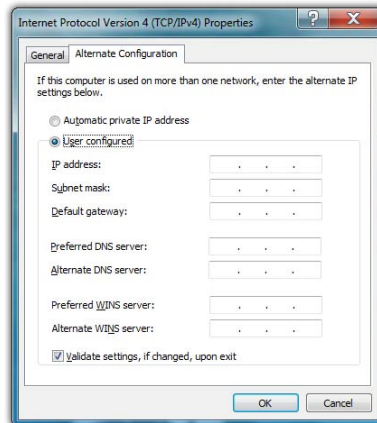 Internet Protocol Version 4 (TCP/IPv4) Properties
General
Alternate Configuration
If this computer is used on more than one network, enter the alternate IP
settings below.
Automatic private IP address
User configured
IP address:
Subnet mask:
Default gateway:
Preferred DNS server:
Alternate DNS server:
Preferred WINS server:
Alternate WINS server:
Validate settings, if changed, upon exit
OK
Cancel